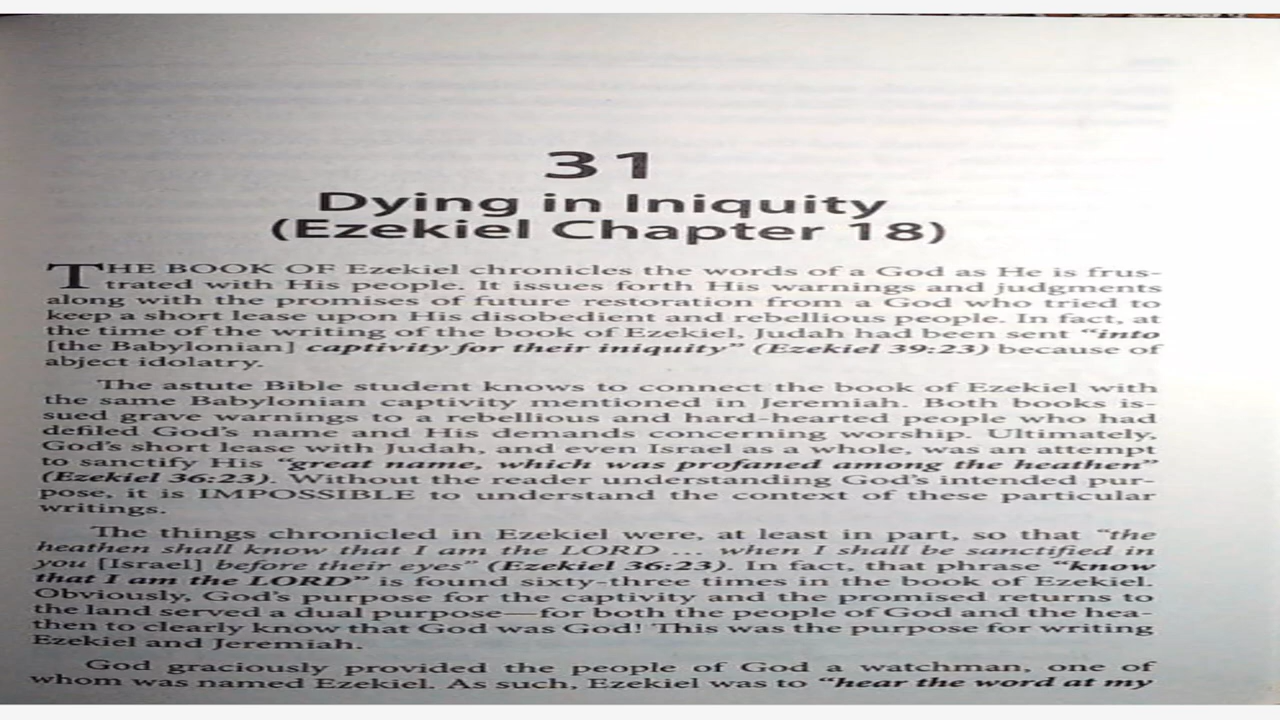 31
Dying in Iniquity
(Ezekiel Chapter 18)
THE BOOK OF Ezekiel chronicles the words of a God as He is frus-
trated with His people. It issues forth His warnings and judgments
along with the promises of future restoration from a God who tried to
keep a short lease upon His disobedient and rebellious people. In fact, at
the time of the writing of the book of Ezekiel, Judah had been sent “into
[the Babylonian] captivity for their iniquity” (Ezekiel 39:23) because of
abject idolatry.
The astute Bible student knows to connect the book of Ezekiel with
the same Babylonian captivity mentioned in Jeremiah. Both books is-
sued grave warnings to a rebellious and hard-hearted people who had
defiled God’s name and His demands concerning worship. Ultimately,
God’s short lease with Judah, and even Israel as a whole, was an attempt
to sanctify His “great name, which was profaned among the heathen”
(Ezekiel 36:23). Without the reader understanding God’s intended pur-
pose, it is IMPOSSIBLE to understand the context of these particular
writings.
The things chronicled in Ezekiel were, at least in part, so that “the
heathen shall know that I am the LORD ... when I shall be sanctified in
you [Israel] before their eyes” (Ezekiel 36:23). In fact, that phrase “know
that I am the LORD” is found sixty-three times in the book of Ezekiel.
Obviously, God’s purpose for the captivity and the promised returns to
the land served a dual purpose—for both the people of God and the hea-
then to clearly know that God was God! This was the purpose for writing
Ezekiel and Jeremiah.
God graciously provided the people of God a watchman, one of
whom was named Ezekiel. As such, Ezekiel was to “hear the word at my